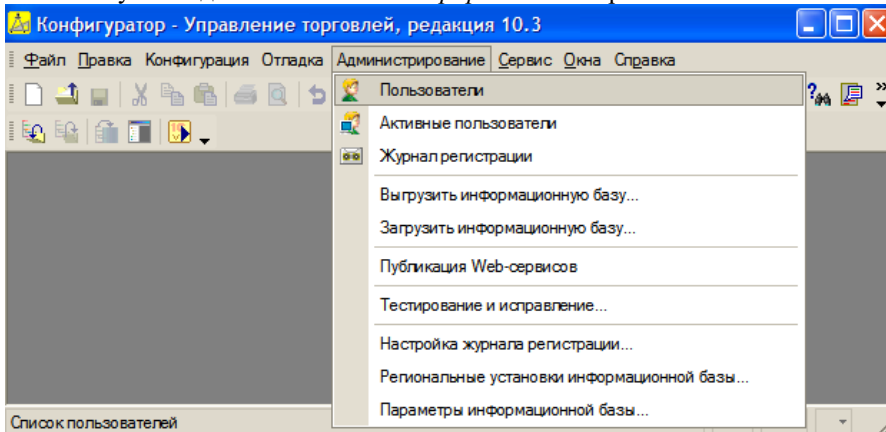 Конфигуратор - Управление торговлей, редакция 10.3
Файл Правка Конфигурация Отладка Администрирование Сервис Окна Справка
Пользователи
Активные пользователи
Журнал регистрации
Выгрузить информационную базу...
Загрузить информационную базу...
Публикация Web-сервисов
Тестирование и исправление...
Настройка журнала регистрации...
Региональные установки информационной базы...
Параметры информационной базы...
Список пользователей